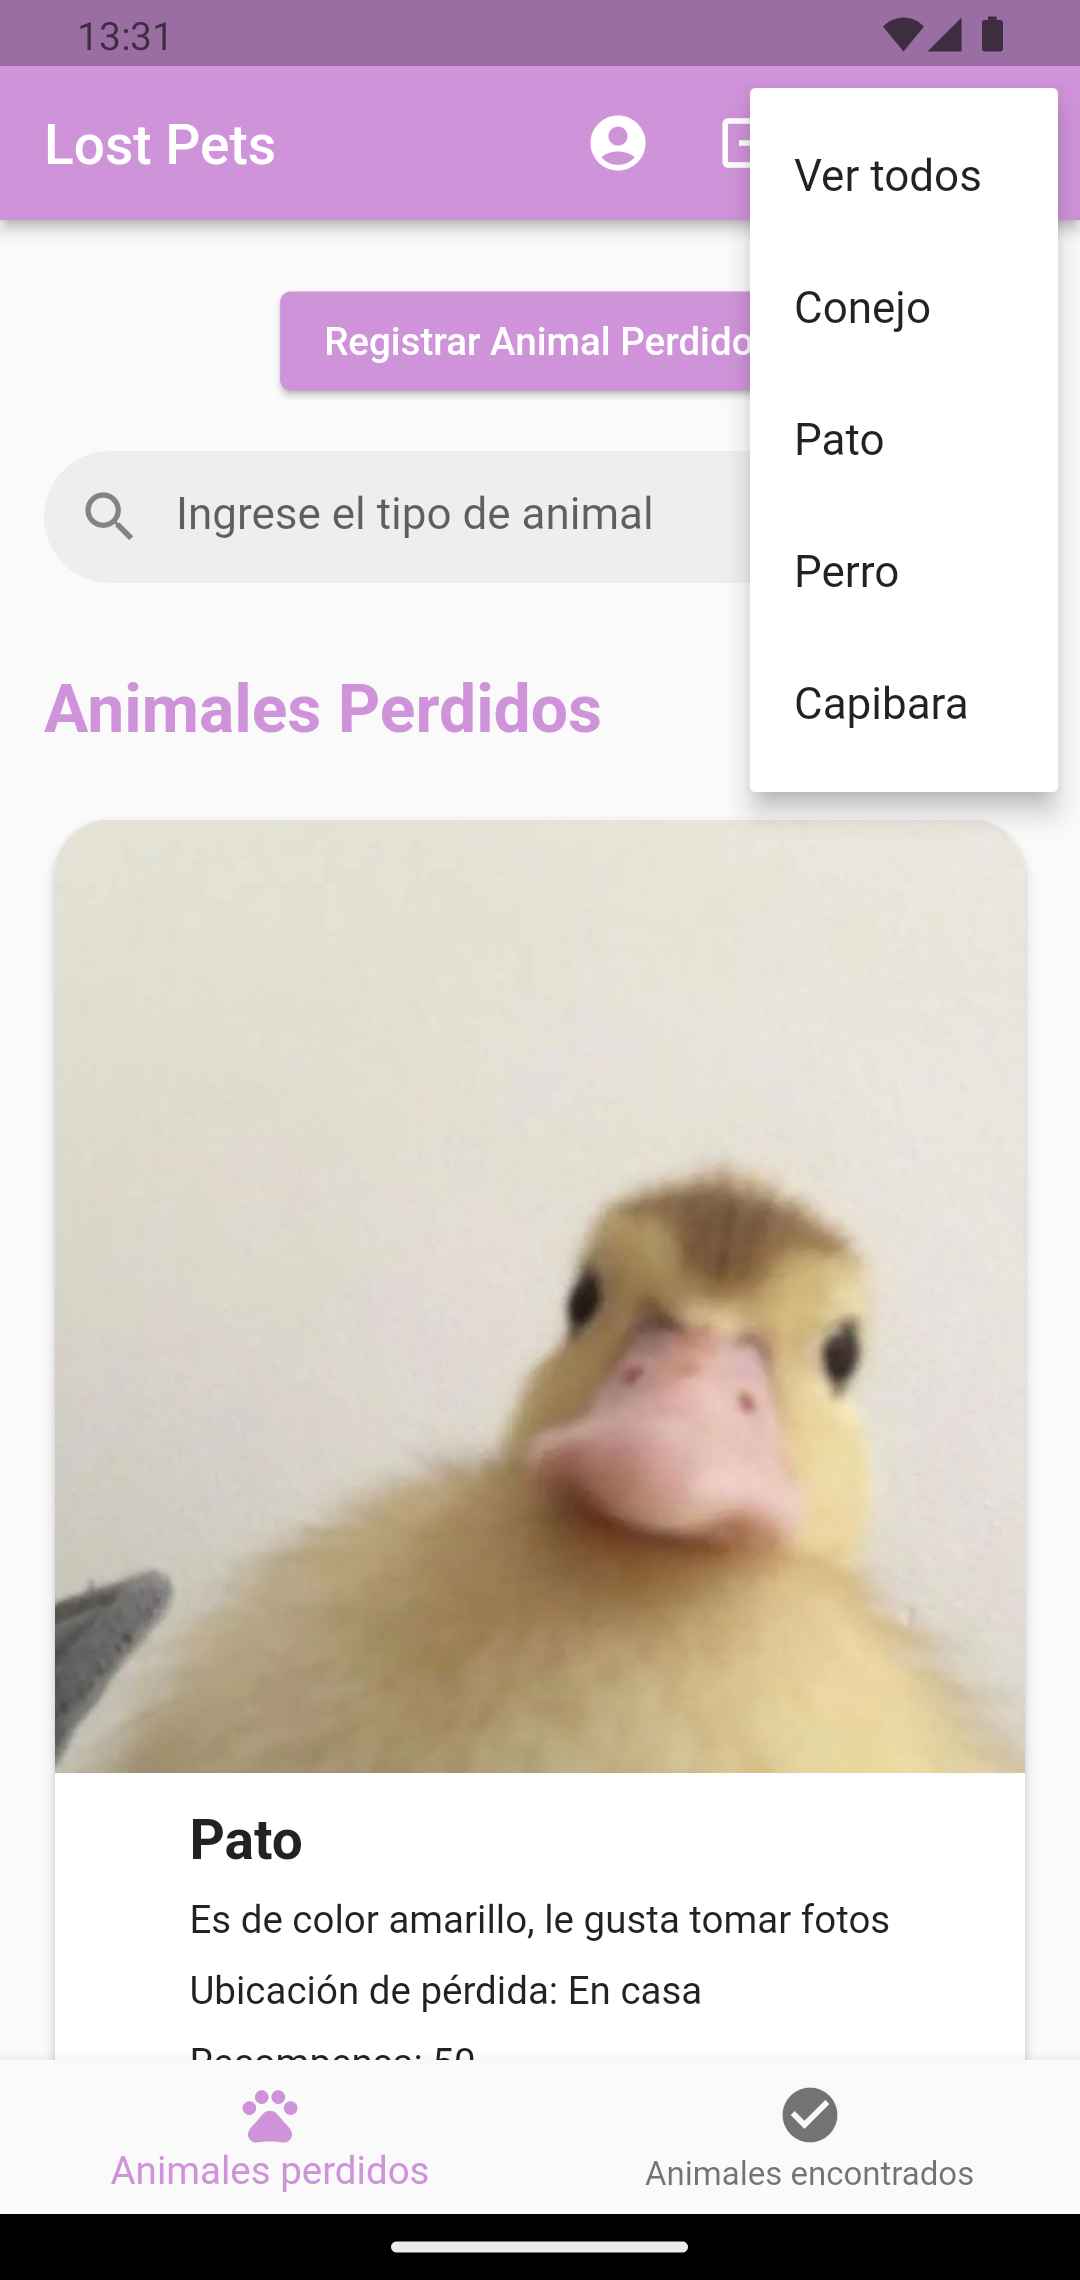 13:31
Lost Pets
Ver todos
Conejo
Pato
Perro
Capibara
Registrar Animal Perdido
Ingrese el tipo de animal
Animales Perdidos
Pato
Es de color amarillo, le gusta tomar fotos
Ubicación de pérdida: En casa
Recompensa: 50
Animales perdidos
Animales encontrados